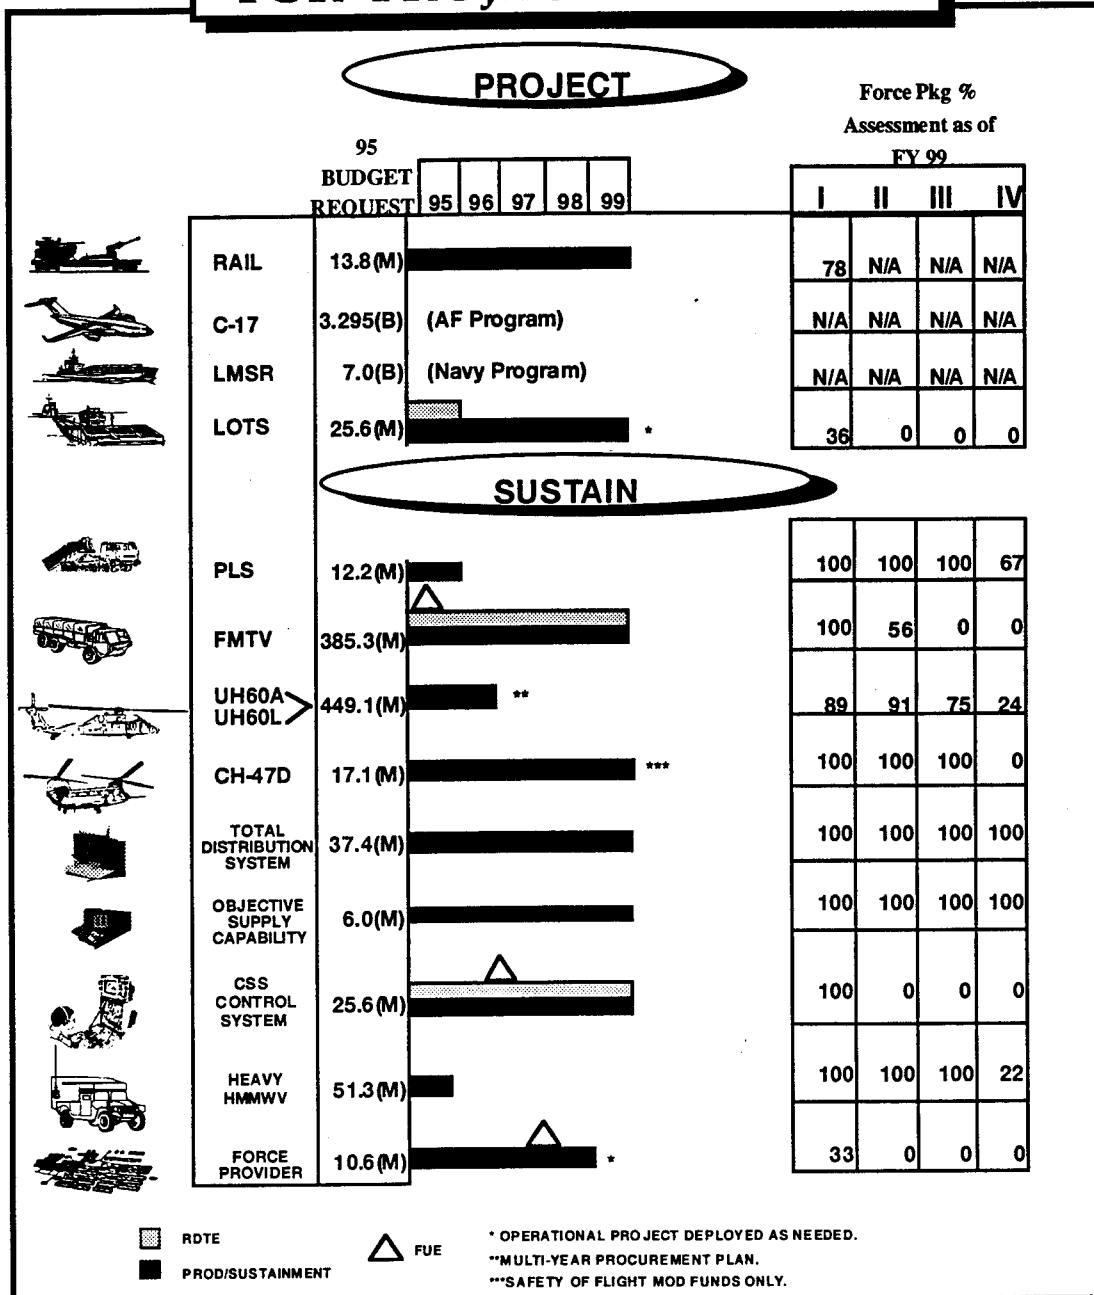 PROJECT
Force Pkg %
Assessment as of
FY 99
95
BUDGET
REQUEST 95 96 97 98 99
I II III IV
RAIL 13.8(M) 78 N/A N/A N/A
C-17 3.295(B) (AF Program) N/A N/A N/A N/A
LMSR 7.0(B) (Navy Program) N/A N/A N/A N/A
LOTS 25.6(M) * 36 0 0 0
SUSTAIN
PLS 12.2(M) 100 100 100 67
FMTV 385.3(M) 100 56 0 0
UH60A
UH60L 449.1(M) ** 89 91 75 24
CH-47D 17.1(M) *** 100 100 100 0
TOTAL
DISTRIBUTION
SYSTEM 37.4(M) 100 100 100 100
OBJECTIVE
SUPPLY
CAPABILITY 6.0(M) 100 100 100 100
CSS
CONTROL
SYSTEM 25.6(M) 100 0 0 0
HEAVY
HMMWV 51.3(M) 100 100 100 22
FORCE
PROVIDER 10.6(M) * 33 0 0 0
RDTE
PROD/SUSTAINMENT
FUE
* OPERATIONAL PROJECT DEPLOYED AS NEEDED.
**MULTI-YEAR PROCUREMENT PLAN.
***SAFETY OF FLIGHT MOD FUNDS ONLY.